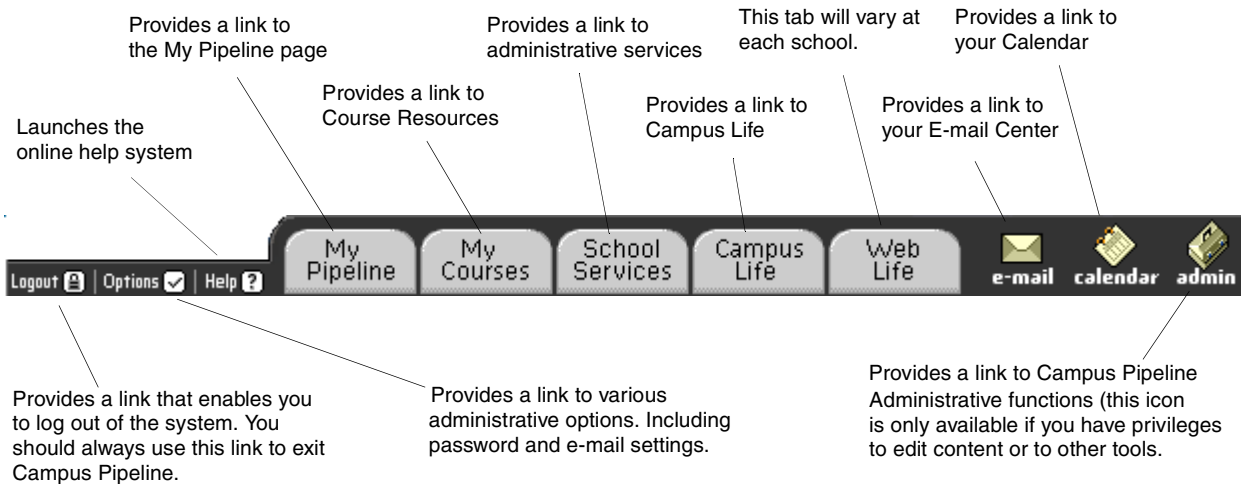 Provides a link to
the My Pipeline page
Provides a link to
administrative services
This tab will vary at
each school.
Provides a link to
your Calendar
Launches the
online help system
Provides a link to
Course Resources
Provides a link to
Campus Life
Provides a link to
your E-mail Center
Logout
Options
Help ?
My
Pipeline
My
Courses
School
Services
Campus
Life
Web
Life
e-mail
calendar
admin
Provides a link that enables you
to log out of the system. You
should always use this link to exit
Campus Pipeline.
Provides a link to various
administrative options. Including
password and e-mail settings.
Provides a link to Campus Pipeline
Administrative functions (this icon
is only available if you have privileges
to edit content or to other tools.